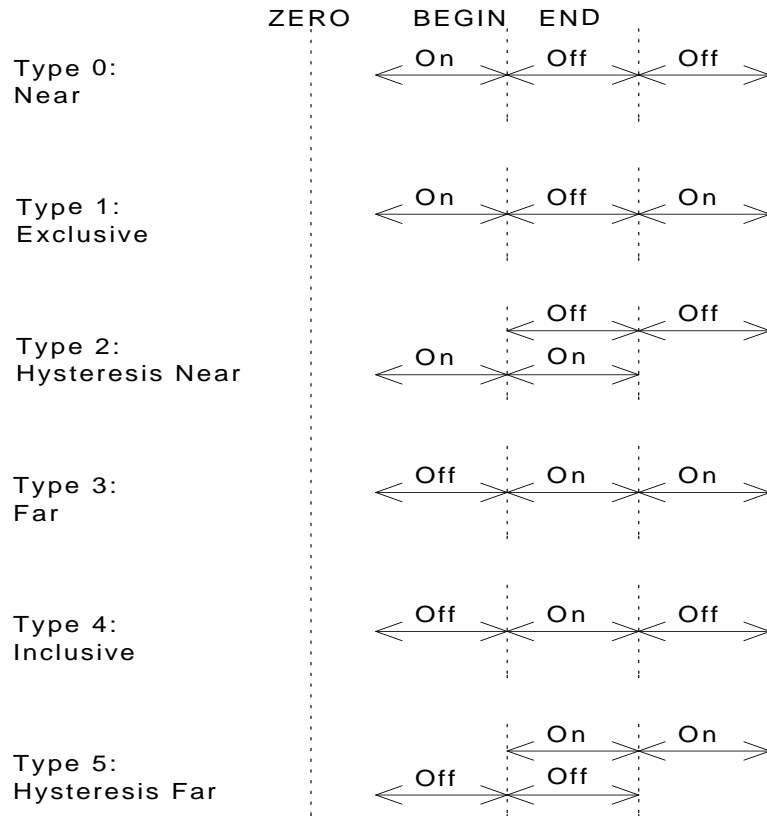 ZERO BEGIN END
On Off Off
Type 0:
Near
On Off On
Type 1:
Exclusive
Off Off
Type 2:
On On
Hysteresis Near
Off On On
Type 3:
Far
Off On Off
Type 4:
Inclusive
On On
Type 5:
Off Off
Hysteresis Far